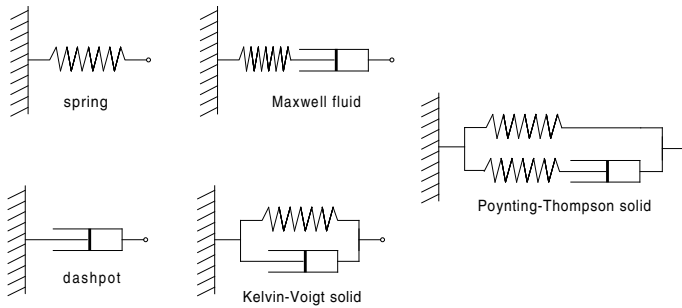 spring
Maxwell fluid
Poynting-Thompson solid
dashpot
Kelvin-Voigt solid